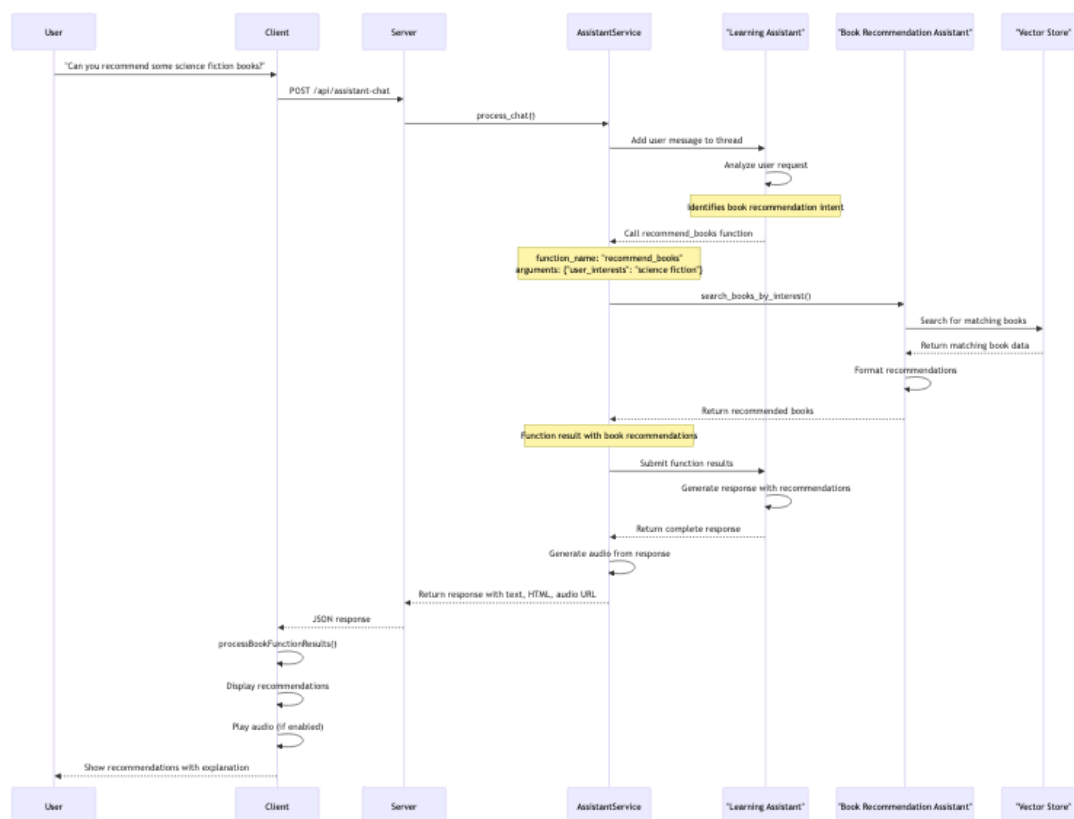 User
Client
Server
AssistantService
"Learning Assistant"
"Book Recommendation Assistant"
"Vector Store"
"Can you recommend some science fiction books?"
POST /api/assistant-chat
process_chat()
Add user message to thread
Analyze user request
Identifies book recommendation intent
Call recommend_books function
function_name: "recommend_books"
arguments: {"user_interests": "science fiction"}
search_books_by_interest()
Search for matching books
Return matching book data
Format recommendations
Return recommended books
Function result with book recommendations
Submit function results
Generate response with recommendations
Return complete response
Generate audio from response
Return response with text, HTML, audio URL
JSON response
processBookFunctionResults()
Display recommendations
Play audio (if enabled)
Show recommendations with explanation
User
Client
Server
AssistantService
"Learning Assistant"
"Book Recommendation Assistant"
"Vector Store"